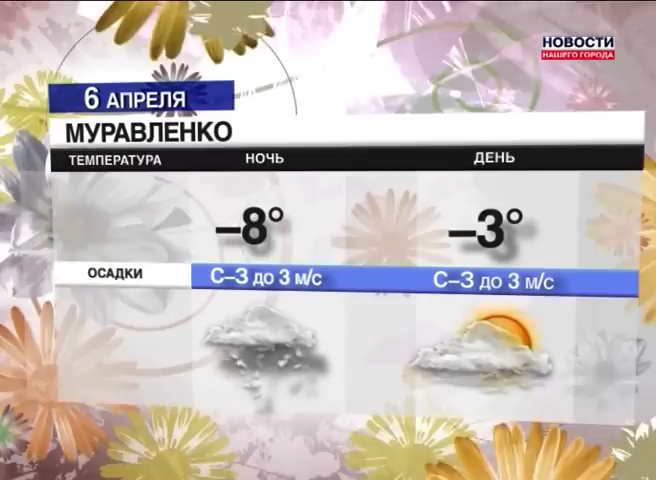 НОВОСТИ
НАШЕГО ГОРОДА
6 АПРЕЛЯ
МУРАВЛЕНКО
ТЕМПЕРАТУРА НОЧЬ ДЕНЬ
–8° –3°
ОСАДКИ С–З ДО 3 М/С С–З ДО 3 М/С